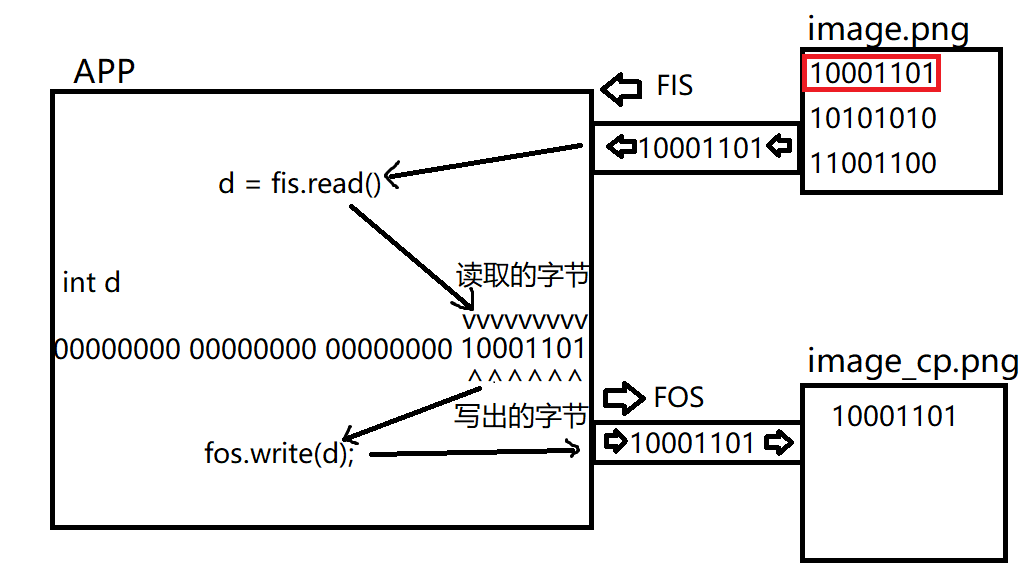 image.png
APP
10001101
FIS
10101010
10001101
11001100
d = fis.read()
int d
读取的字节
vvvvvvvvv
00000000 00000000 00000000 10001101
^ ^ ^ ^ ^ ^
image_cp.png
FOS
写出的字节
10001101
10001101
fos.write(d);